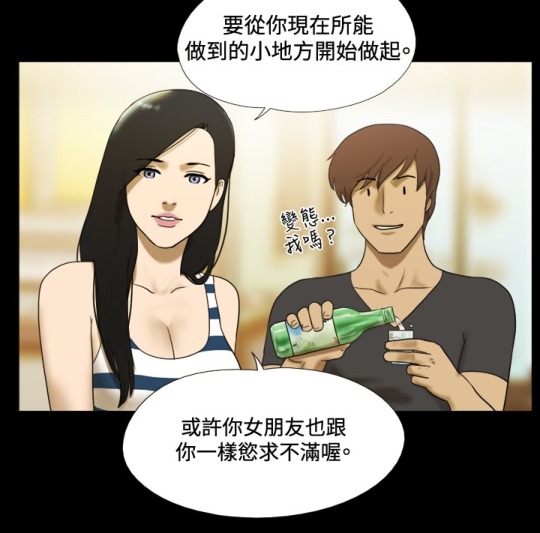 要從你現在所能
做到的小地方開始做起。
變態...
我嗎?
或許你女朋友也跟
你一樣慾求不滿喔。